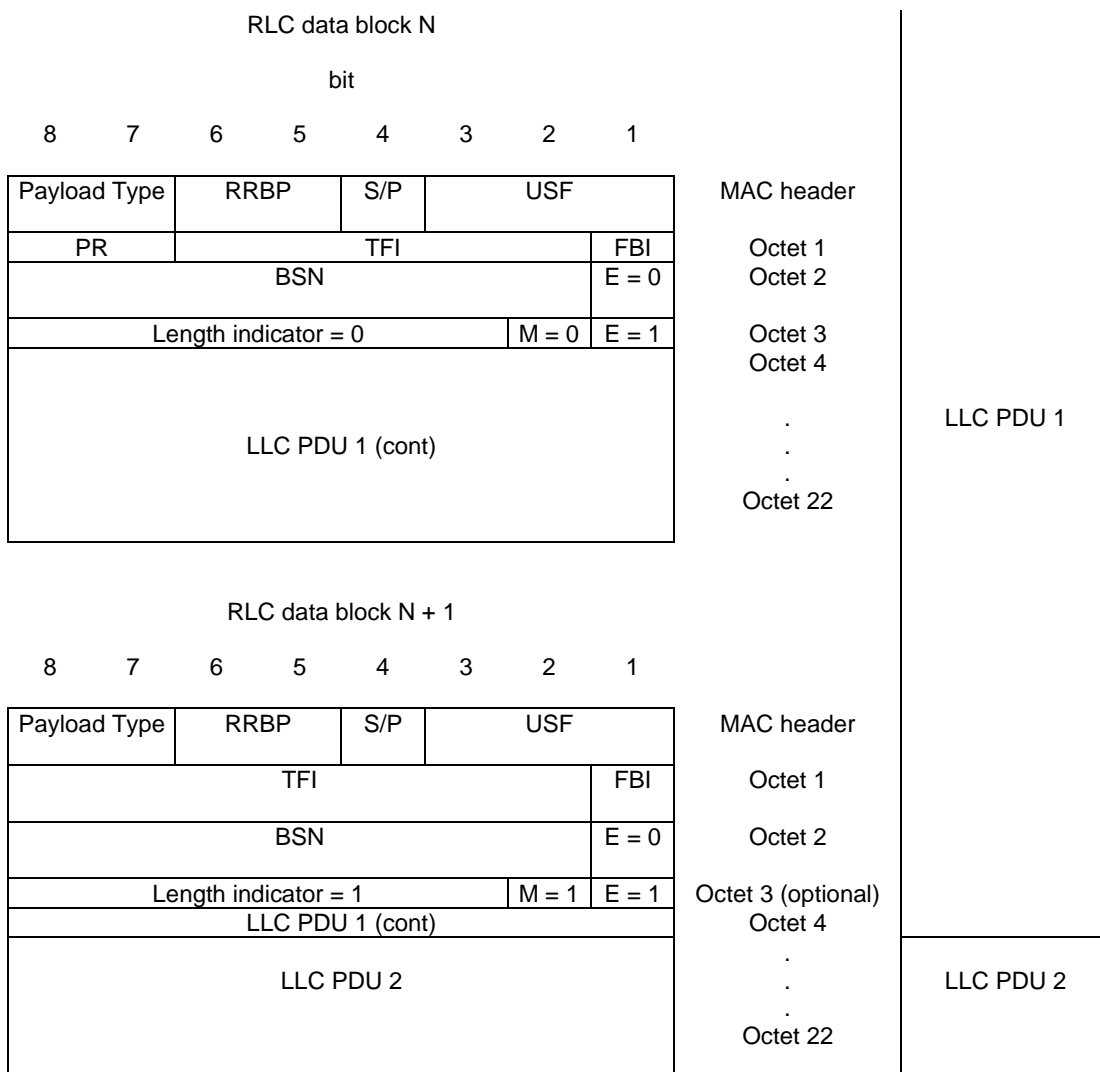 RLC data block N
bit
8 7 6 5 4 3 2 1
Payload Type RRBP S/P USF MAC header
PR TFI FBI Octet 1
BSN E = 0 Octet 2
Length indicator = 0 M = 0 E = 1 Octet 3
Octet 4
.
LLC PDU 1 (cont) . LLC PDU 1
.
Octet 22
RLC data block N + 1
8 7 6 5 4 3 2 1
Payload Type RRBP S/P USF MAC header
TFI FBI Octet 1
BSN E = 0 Octet 2
Length indicator = 1 M = 1 E = 1 Octet 3 (optional)
LLC PDU 1 (cont) Octet 4
.
LLC PDU 2 . LLC PDU 2
.
Octet 22